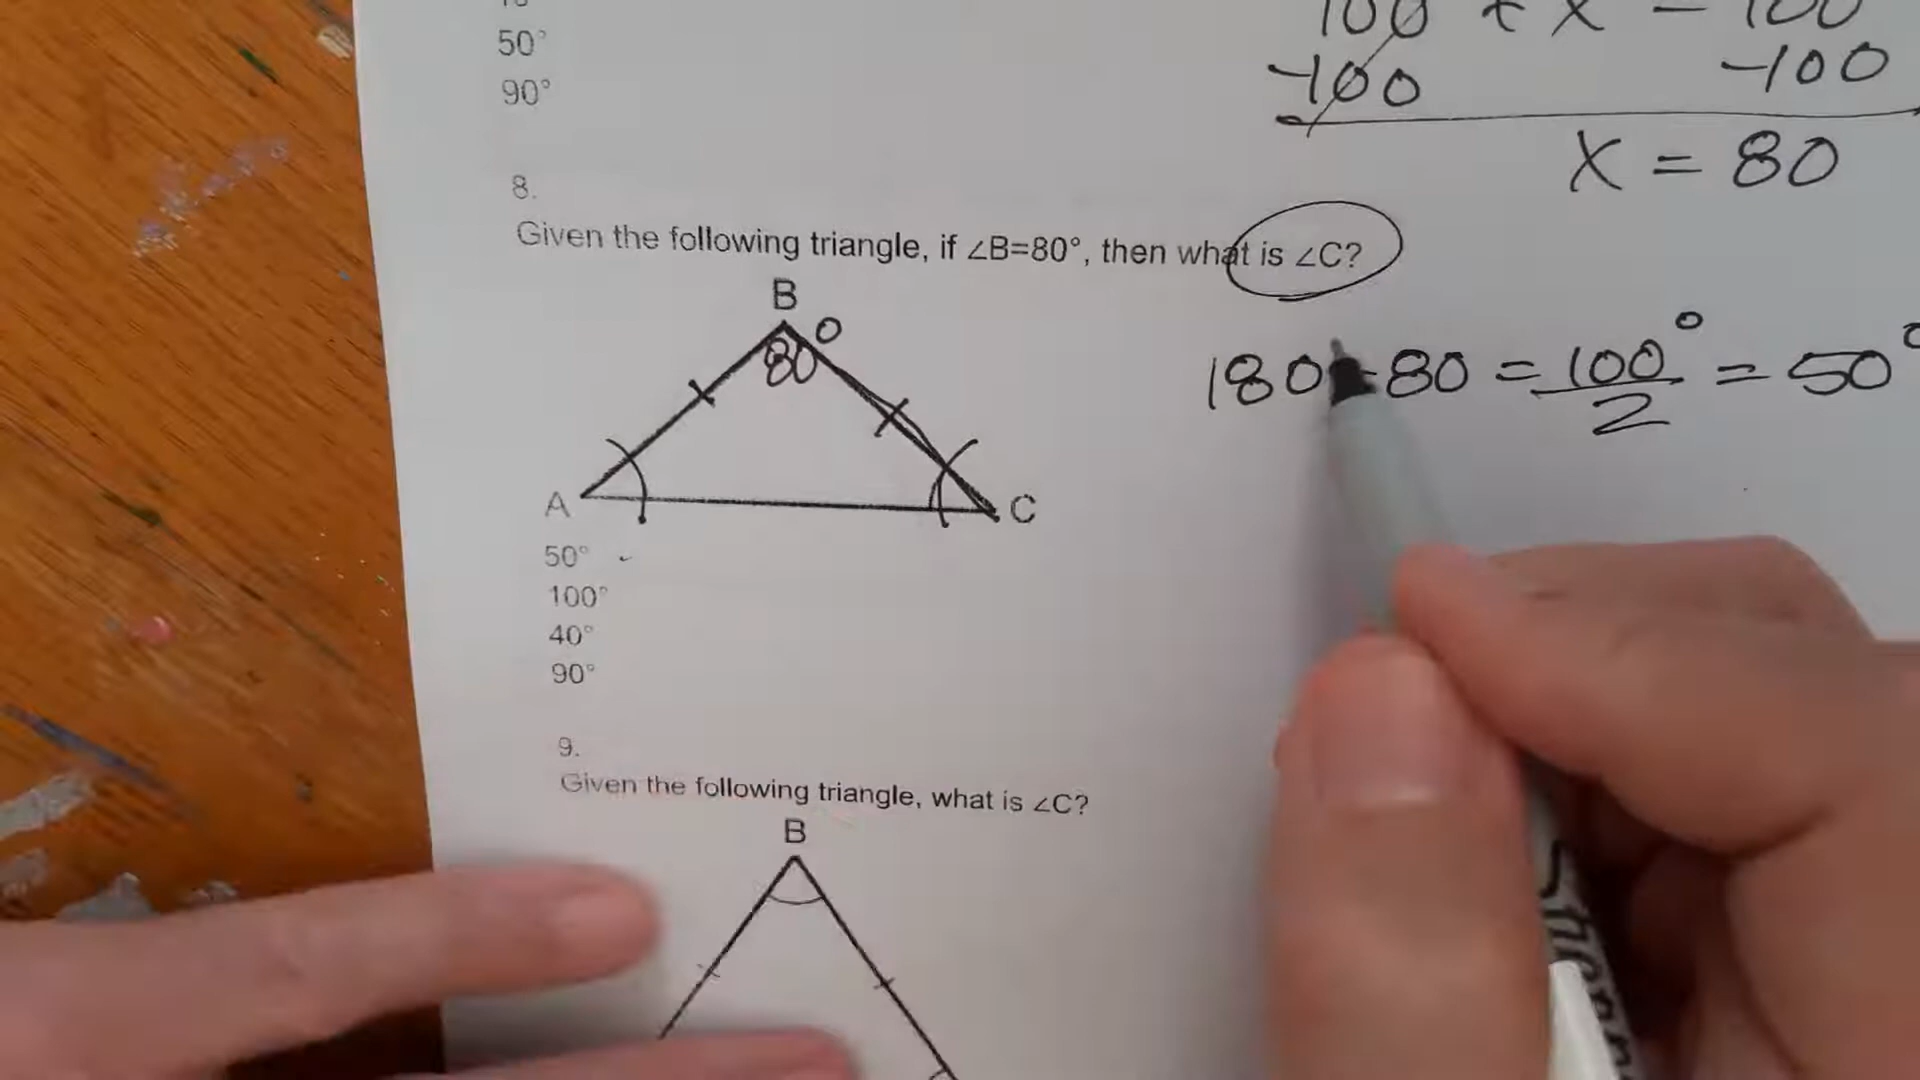 50°
90°
100 + x = 180
-100 -100
x = 80
8.
Given the following triangle, if ∠B=80°, then what is ∠C?
B
80°
A
C
180-80 = 100° = 50°
2
50°
100°
40°
90°
9.
Given the following triangle, what is ∠C?
B